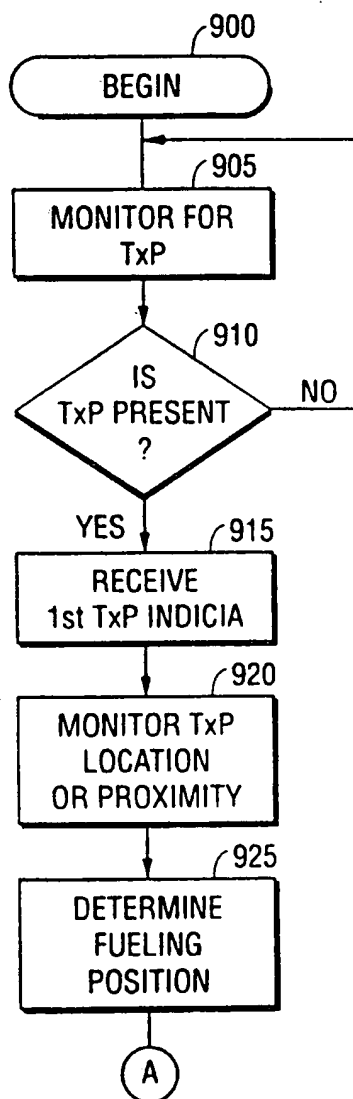 900
BEGIN
905
MONITOR FOR
TxP
910
IS
TxP PRESENT
?
NO
YES
915
RECEIVE
1st TxP INDICIA
920
MONITOR TxP
LOCATION
OR PROXIMITY
925
DETERMINE
FUELING
POSITION
A